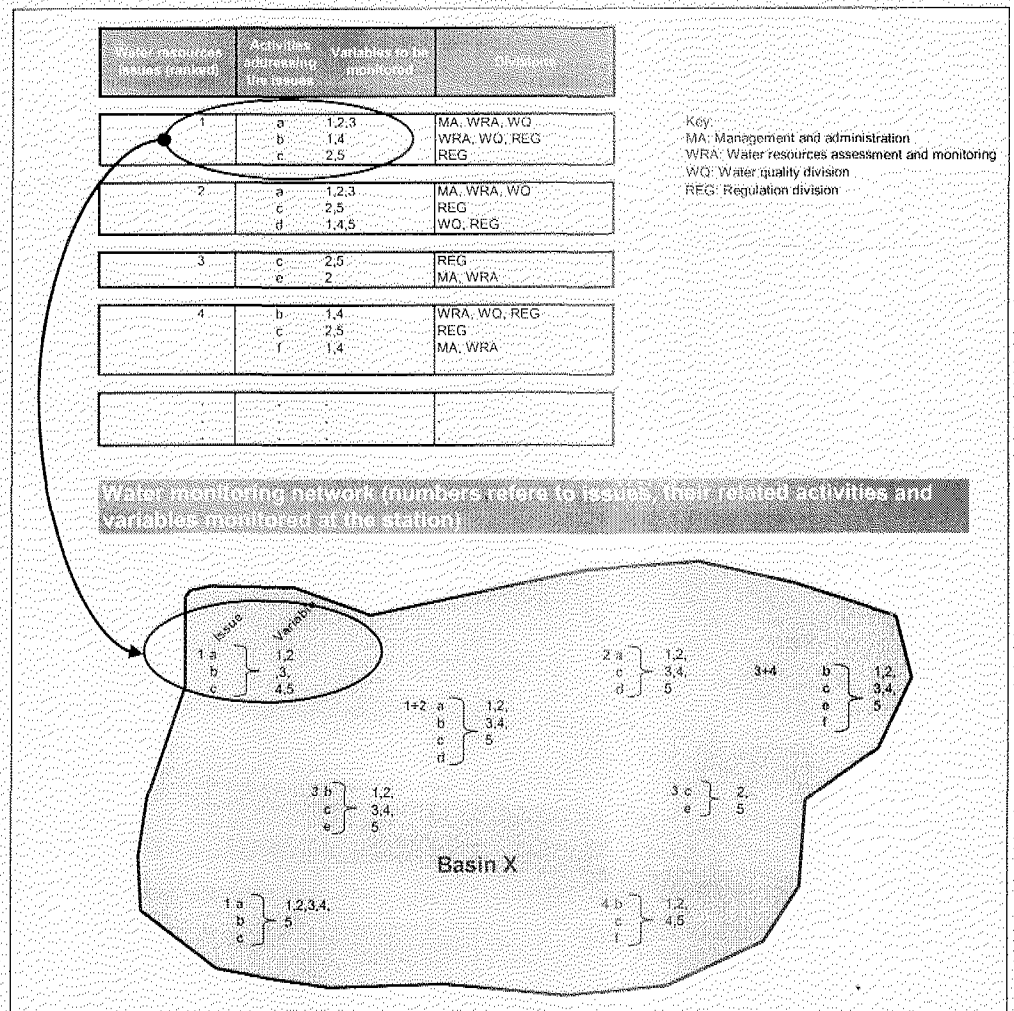 Water resources issues (ranked)
Activities addressing the issues
Variables to be monitored
Divisions
1 a 1,2,3 MA, WRA, WQ
b 1,4 WRA, WQ, REG
c 2,5 REG
2 a 1,2,3 MA, WRA, WQ
c 2,5 REG
d 1,4,5 WQ, REG
3 c 2,5 REG
e 2 MA, WRA
4 b 1,4 WRA, WQ, REG
c 2,5 REG
f 1,4 MA, WRA
. . . .
. . . .
. . . .
Key:
MA: Management and administration
WRA: Water resources assessment and monitoring
WQ: Water quality division
REG: Regulation division
Water monitoring network (numbers refere to issues, their related activities and
variables monitored at the station)
Issue Variable
1 a 1,2
b ,3,
c 4,5
2 a 1,2,
c 3,4,
d 5
3+4 b 1,2,
c 3,4,
e 5
f
1+2 a 1,2,
b 3,4,
c 5
d
3 b 1,2,
c 3,4,
e 5
3 c 2,
e 5
Basin X
1 a 1,2,3,4,
b 5
c
4 b 1,2,
c 4,5
f